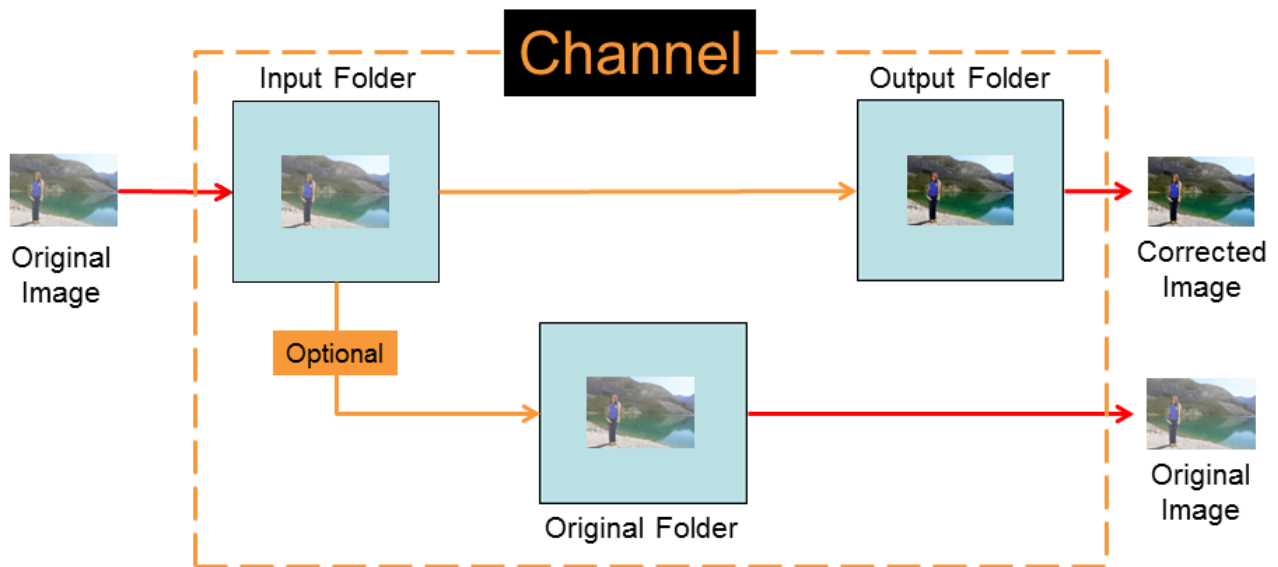 Channel
Input Folder
Output Folder
Original
Image
Corrected
Image
Optional
Original Folder
Original
Image